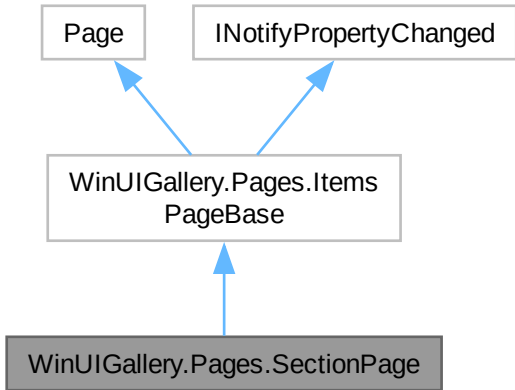 Page
INotifyPropertyChanged
WinUIGallery.Pages.Items
PageBase
WinUIGallery.Pages.SectionPage